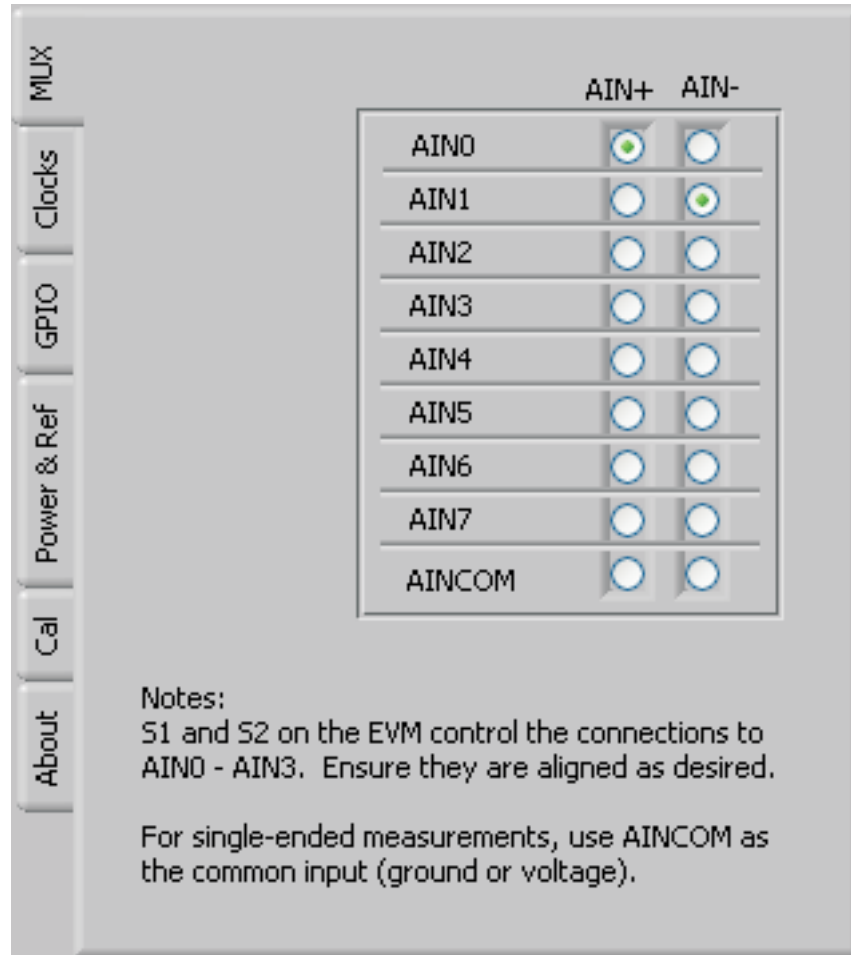 MUX
Clocks
GPIO
Power & Ref
Cal
About
AIN+ AIN-
AIN0
AIN1
AIN2
AIN3
AIN4
AIN5
AIN6
AIN7
AINCOM
Notes:
S1 and S2 on the EVM control the connections to
AIN0 - AIN3.  Ensure they are aligned as desired.
For single-ended measurements, use AINCOM as
the common input (ground or voltage).